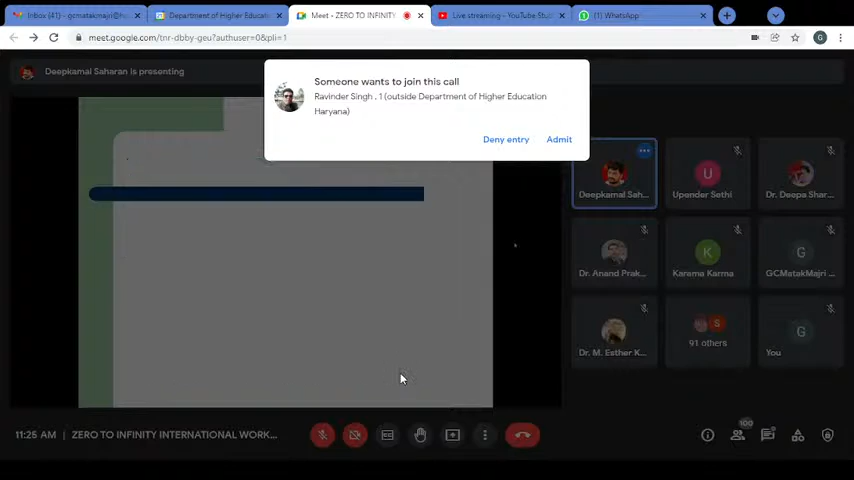 Inbox (41) - gcmatakmajri@h
Department of Higher Educati
Meet - ZERO TO INFINITY
Live streaming - YouTube Stu
(1) WhatsApp
meet.google.com/tnr-dbby-geu?authuser=0&pli=1
G
Deepkamal Saharan is presenting
Someone wants to join this call
Ravinder Singh . 1 (outside Department of Higher Education
Haryana)
Deny entry
Admit
Deepkamal Sah...
U
Upender Sethi
Dr. Deepa Shar...
Dr. Anand Prak...
K
Karama Karma
G
GCMatakMajri ...
Dr. M. Esther K...
S
91 others
G
You
11:25 AM | ZERO TO INFINITY INTERNATIONAL WORK...
100